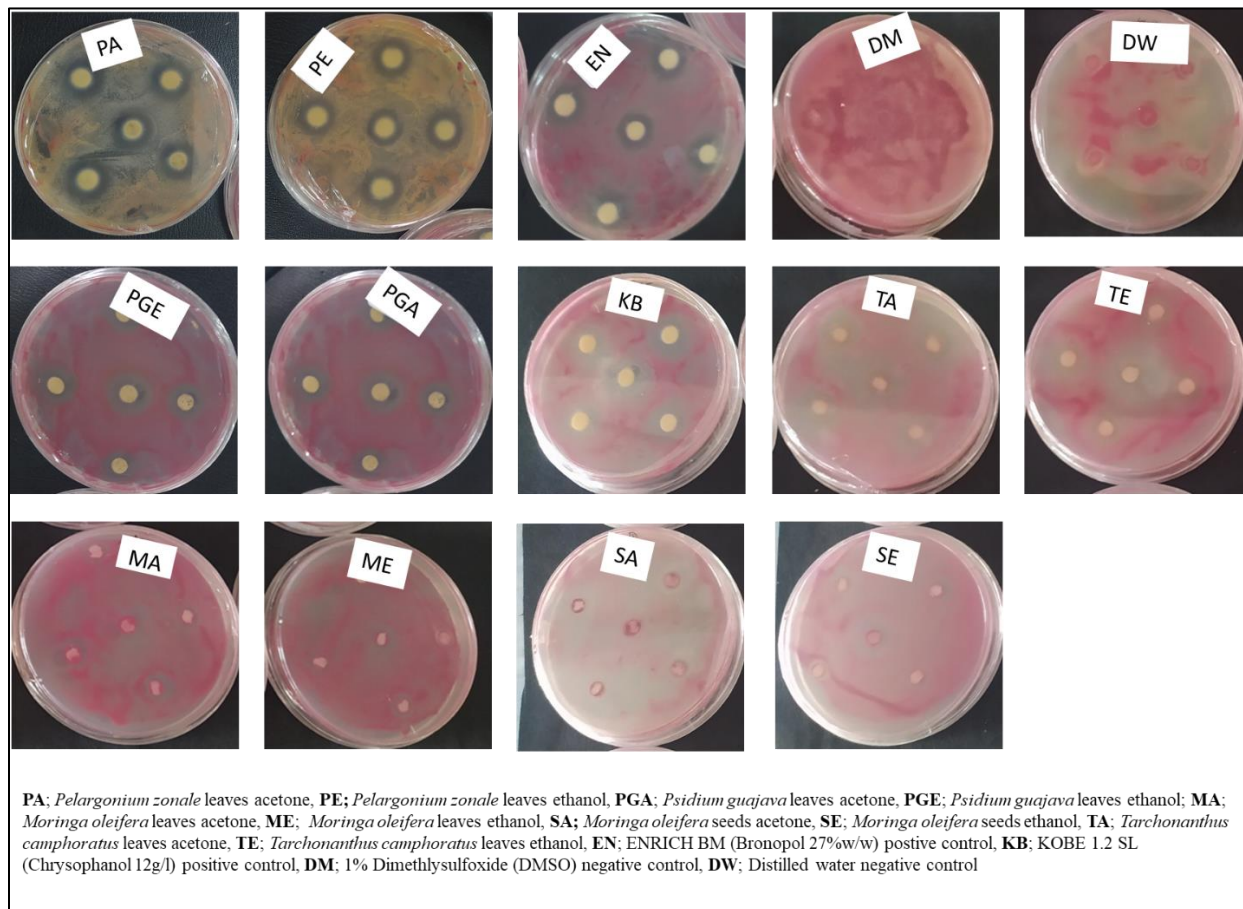 PA
PE
EN
DM
DW
PGE
PGA
KB
TA
TE
MA
ME
SA
SE
PA; Pelargonium zonale leaves acetone, PE; Pelargonium zonale leaves ethanol, PGA; Psidium guajava leaves acetone, PGE; Psidium guajava leaves ethanol; MA;
Moringa oleifera leaves acetone, ME; Moringa oleifera leaves ethanol, SA; Moringa oleifera seeds acetone, SE; Moringa oleifera seeds ethanol, TA; Tarchonanthus
camphoratus leaves acetone, TE; Tarchonanthus camphoratus leaves ethanol, EN; ENRICH BM (Bronopol 27%w/w) postive control, KB; KOBE 1.2 SL
(Chrysophanol 12g/l) positive control, DM; 1% Dimethlysulfoxide (DMSO) negative control, DW; Distilled water negative control